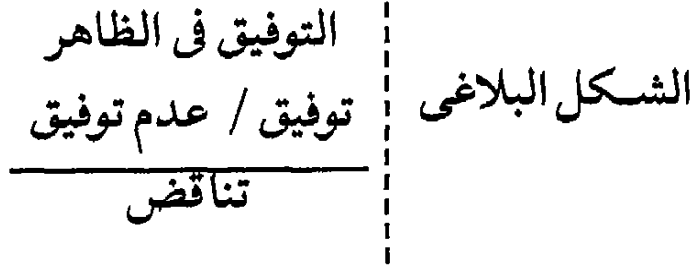 الشكل البلاغى
التوفيق فى الظاهر
توفيق / عدم توفيق
تناقض